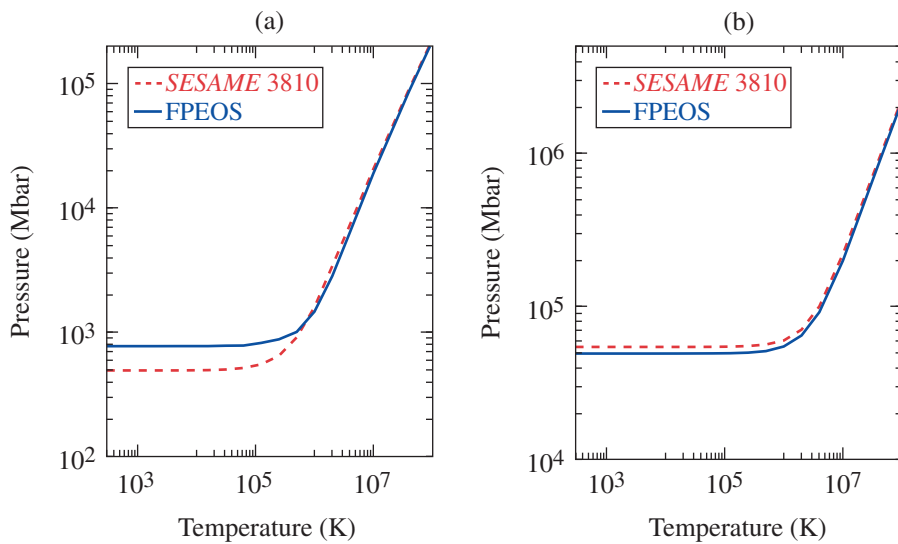 (a)
SESAME 3810
FPEOS
10^5
10^4
10^3
10^2
Pressure (Mbar)
10^3 10^5 10^7
Temperature (K)
(b)
SESAME 3810
FPEOS
10^6
10^5
10^4
Pressure (Mbar)
10^3 10^5 10^7
Temperature (K)